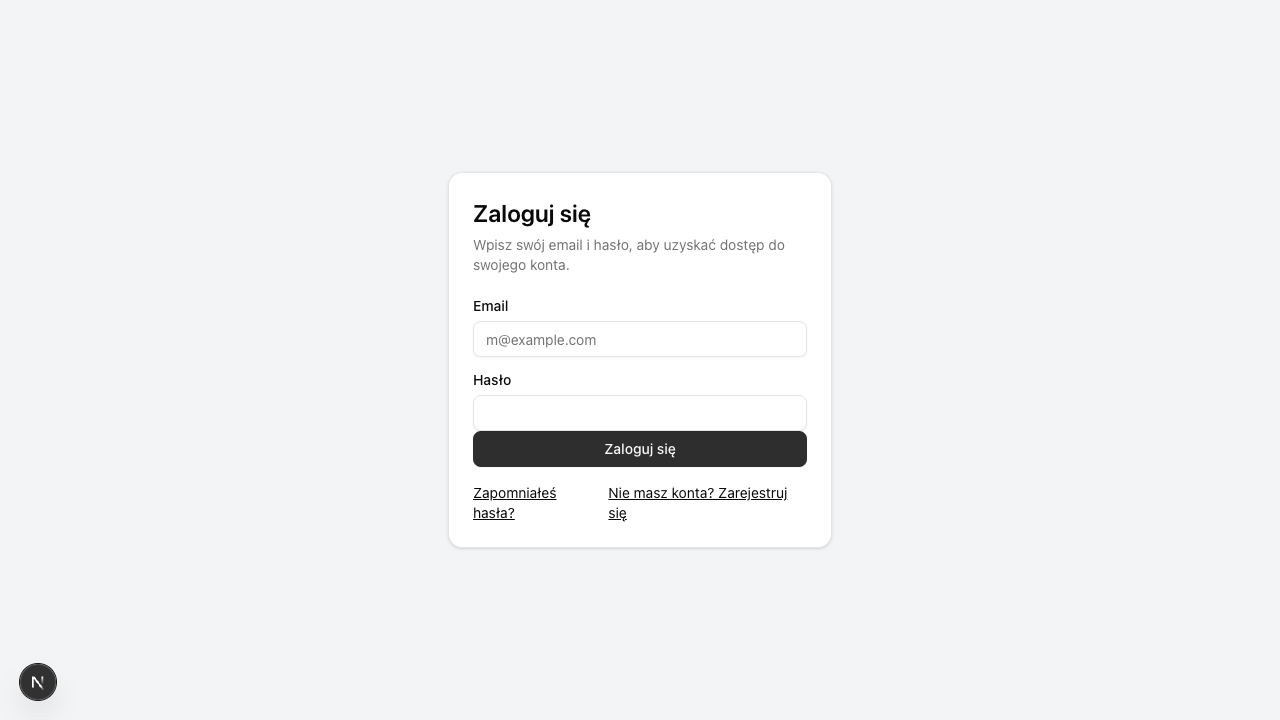 Zaloguj się
Wpisz swój email i hasło, aby uzyskać dostęp do
swojego konta.
Email
m@example.com
Hasło
Zaloguj się
Zapomniałeś
hasła?
Nie masz konta? Zarejestruj
się
N